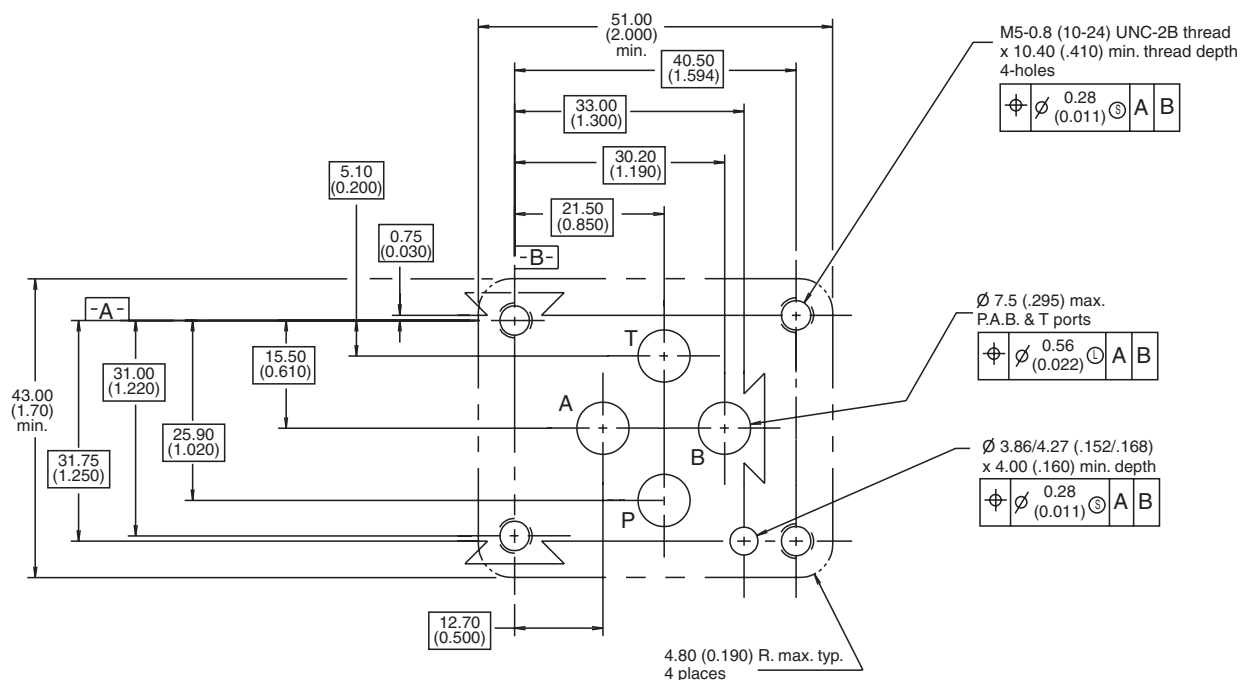 51.00
(2.000)
min.
40.50
(1.594)
33.00
(1.300)
30.20
(1.190)
21.50
(0.850)
5.10
(0.200)
0.75
(0.030)
-B-
-A-
15.50
(0.610)
31.00
(1.220)
43.00
(1.70)
min.
25.90
(1.020)
31.75
(1.250)
12.70
(0.500)
T
A
B
P
M5-0.8 (10-24) UNC-2B thread
x 10.40 (.410) min. thread depth
4-holes
⌖ Ø 0.28 (0.011) Ⓢ A B
Ø 7.5 (.295) max.
P.A.B. & T ports
⌖ Ø 0.56 (0.022) Ⓛ A B
Ø 3.86/4.27 (.152/.168)
x 4.00 (.160) min. depth
⌖ Ø 0.28 (0.011) Ⓢ A B
4.80 (0.190) R. max. typ.
4 places